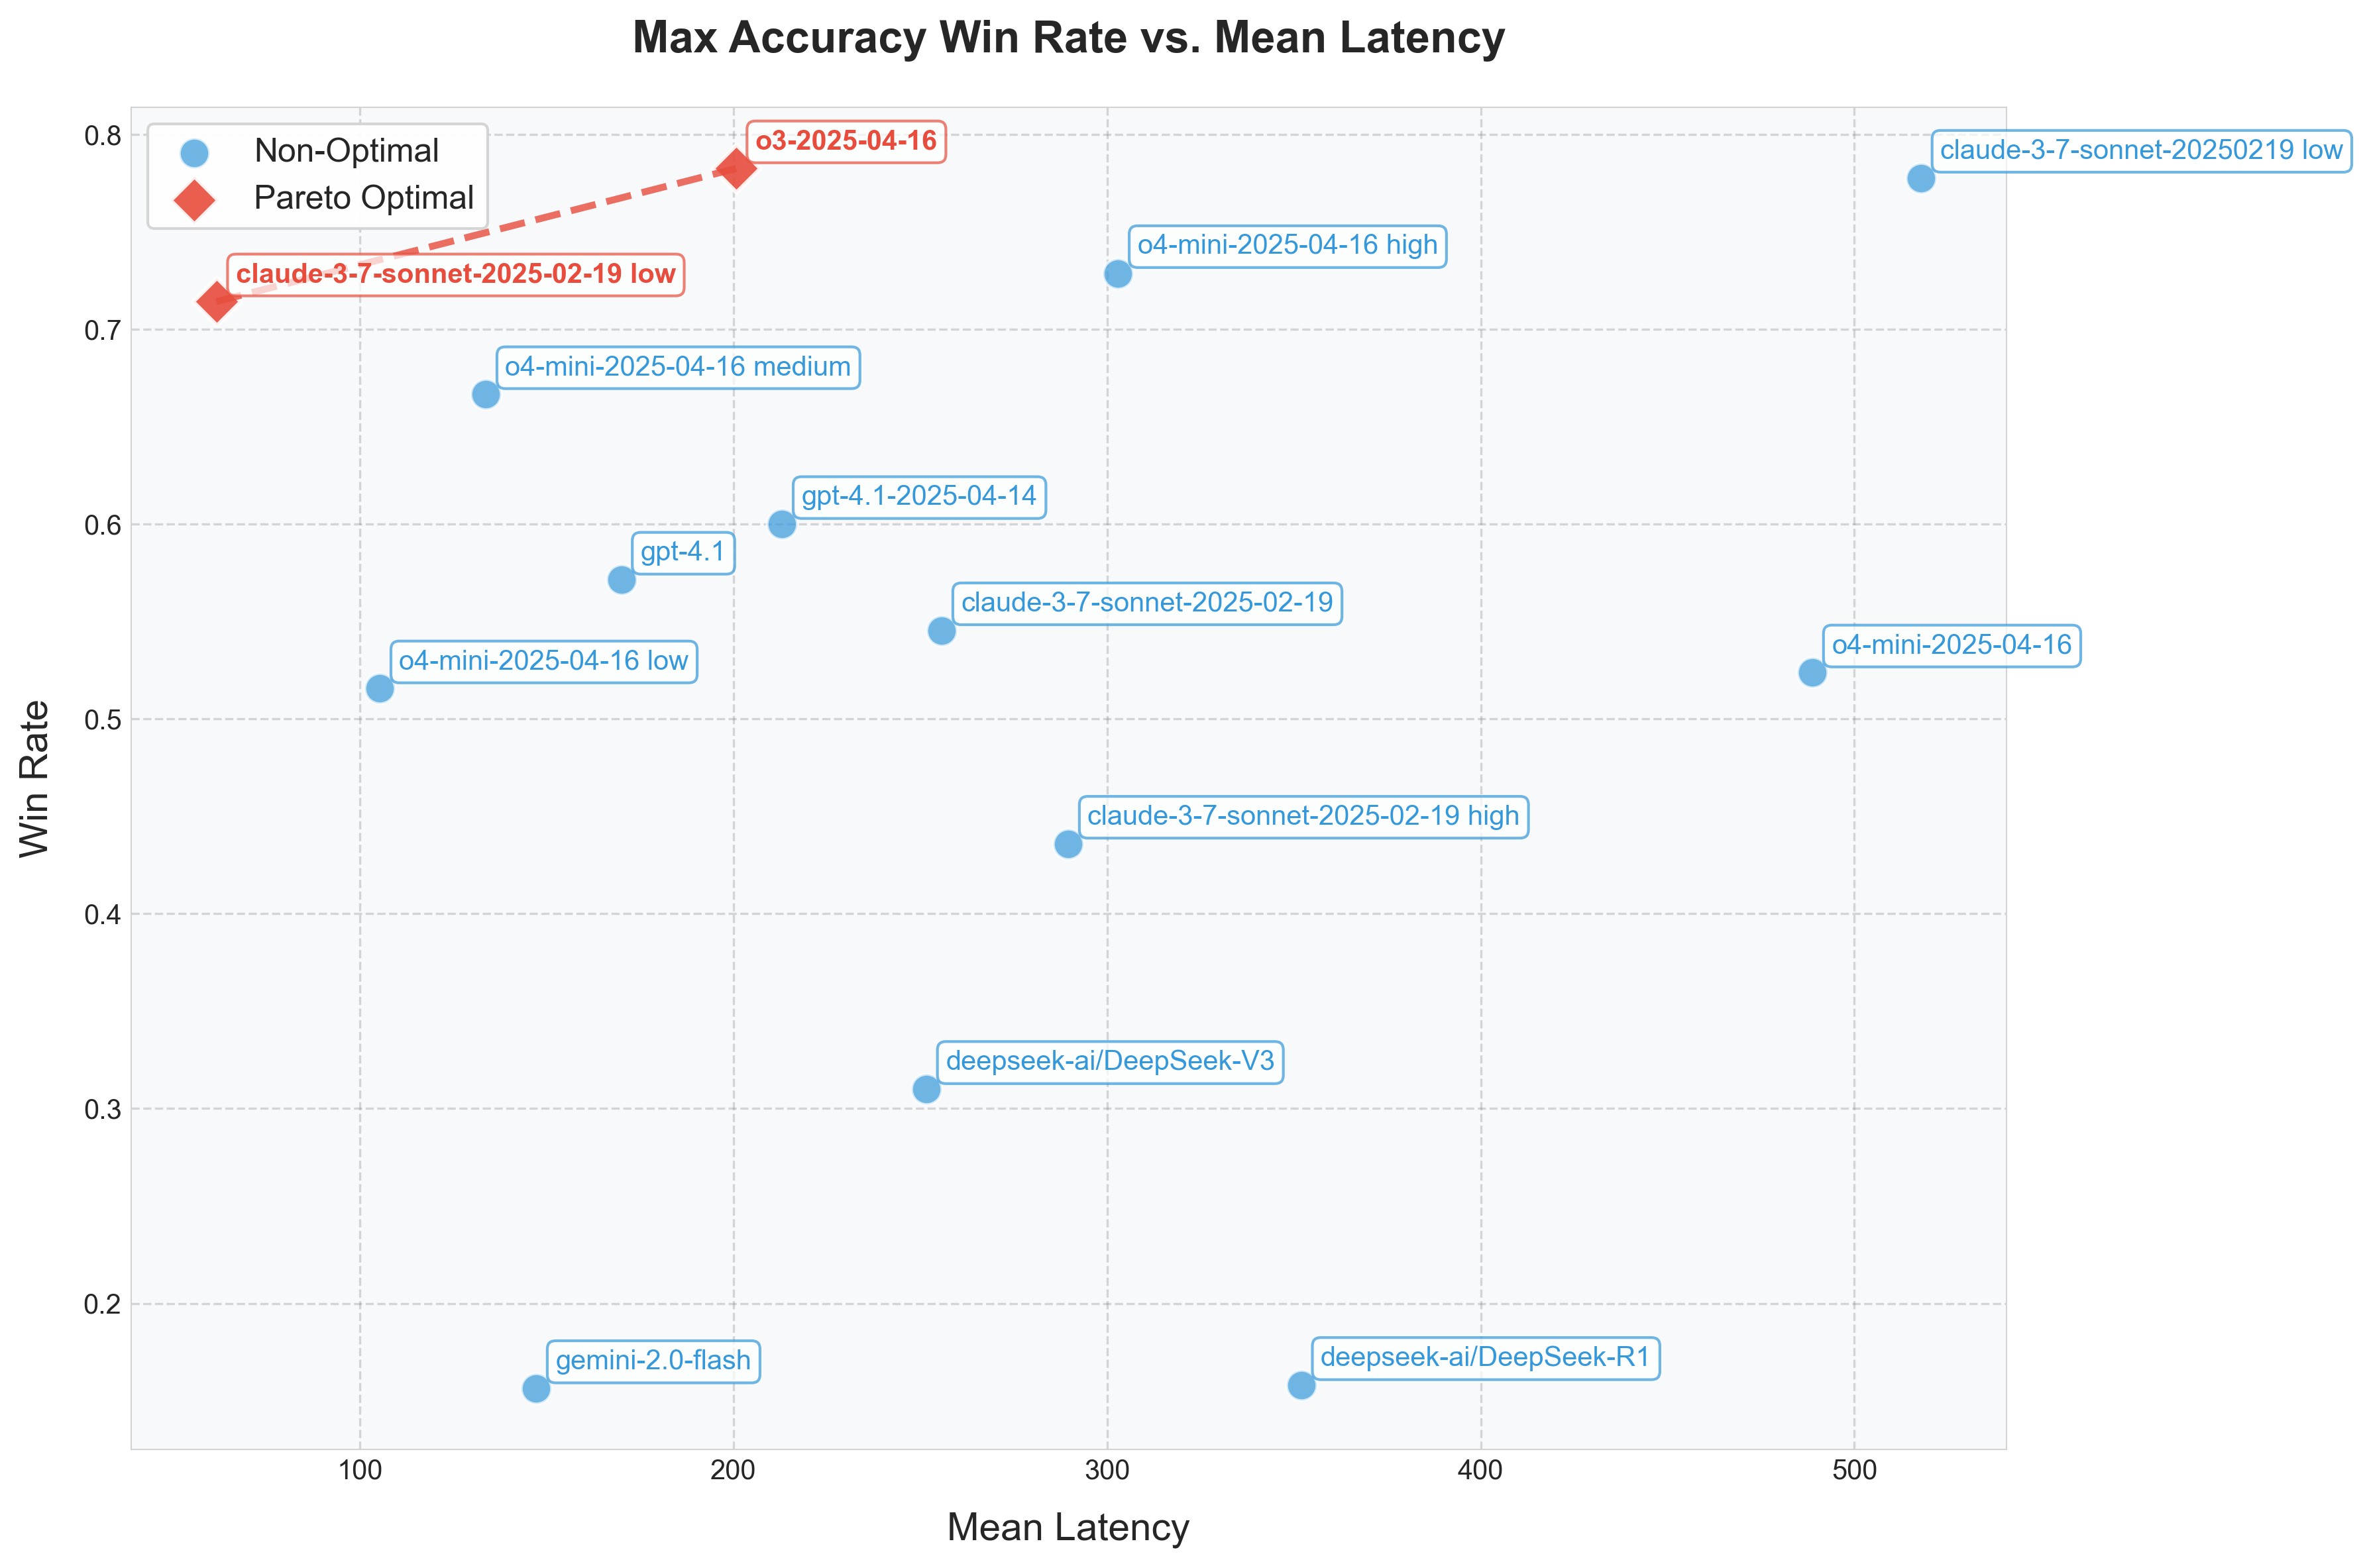 Max Accuracy Win Rate vs. Mean Latency
Non-Optimal
Pareto Optimal
o3-2025-04-16
claude-3-7-sonnet-20250219 low
o4-mini-2025-04-16 high
claude-3-7-sonnet-2025-02-19 low
o4-mini-2025-04-16 medium
gpt-4.1-2025-04-14
gpt-4.1
claude-3-7-sonnet-2025-02-19
o4-mini-2025-04-16 low
o4-mini-2025-04-16
claude-3-7-sonnet-2025-02-19 high
deepseek-ai/DeepSeek-V3
gemini-2.0-flash
deepseek-ai/DeepSeek-R1
0.8
0.7
0.6
0.5
0.4
0.3
0.2
Win Rate
100
200
300
400
500
Mean Latency